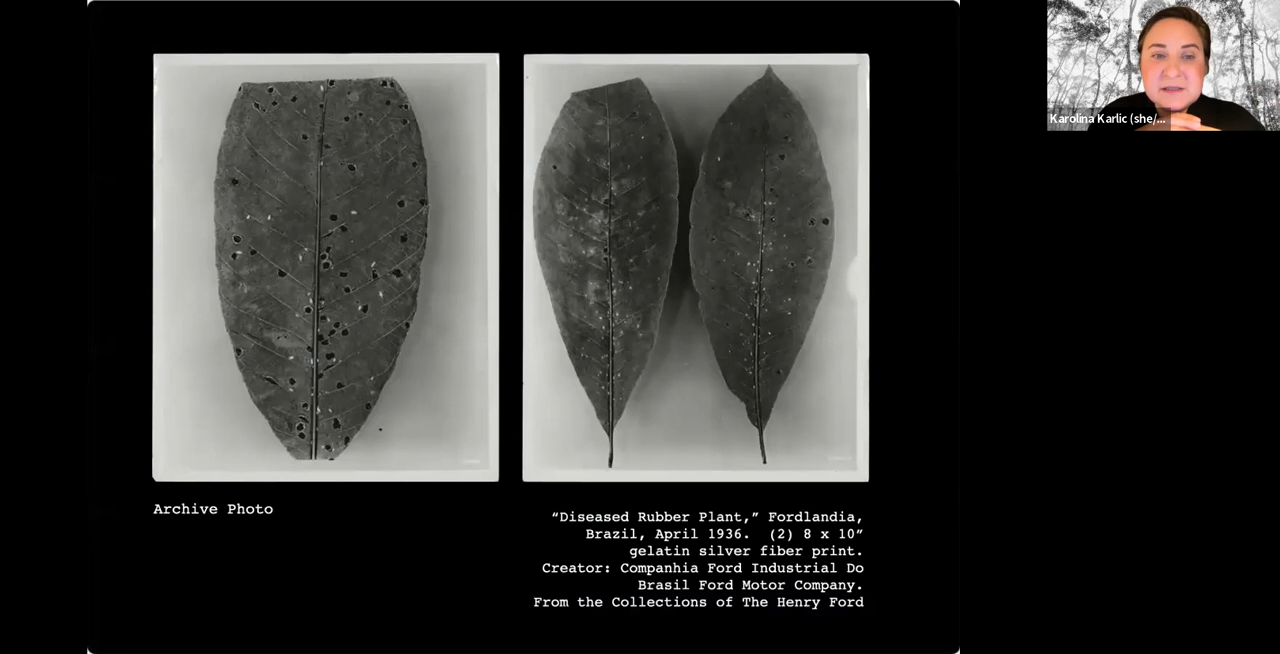 Karolina Karlic (she/...
Archive Photo
“Diseased Rubber Plant,” Fordlandia,
Brazil, April 1936. (2) 8 x 10”
gelatin silver fiber print.
Creator: Companhia Ford Industrial Do
Brasil Ford Motor Company.
From the Collections of The Henry Ford